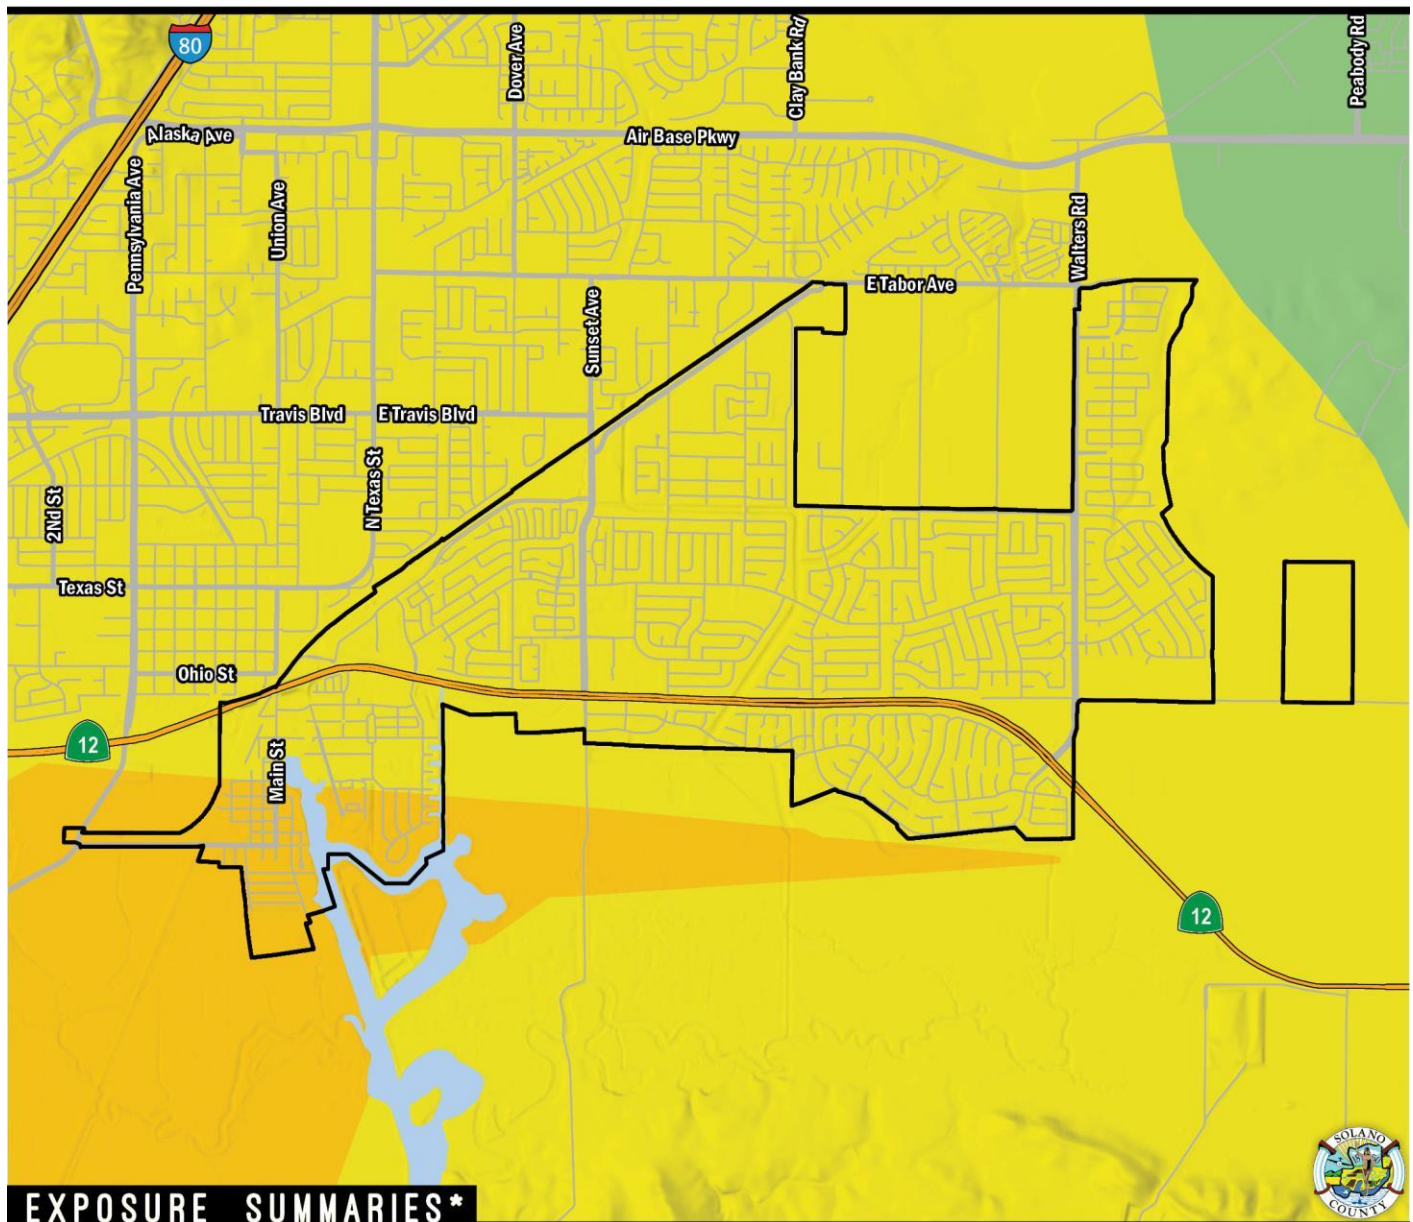 80
Dover Ave
Clay Bank Rd
Peabody Rd
Alaska Ave
Air Base Pkwy
Pennsylvania Ave
Union Ave
Walters Rd
E Tabor Ave
Sunset Ave
Travis Blvd
E Travis Blvd
N Texas St
2Nd St
Texas St
Ohio St
12
Main St
12
SOLANO
COUNTY
EXPOSURE SUMMARIES*